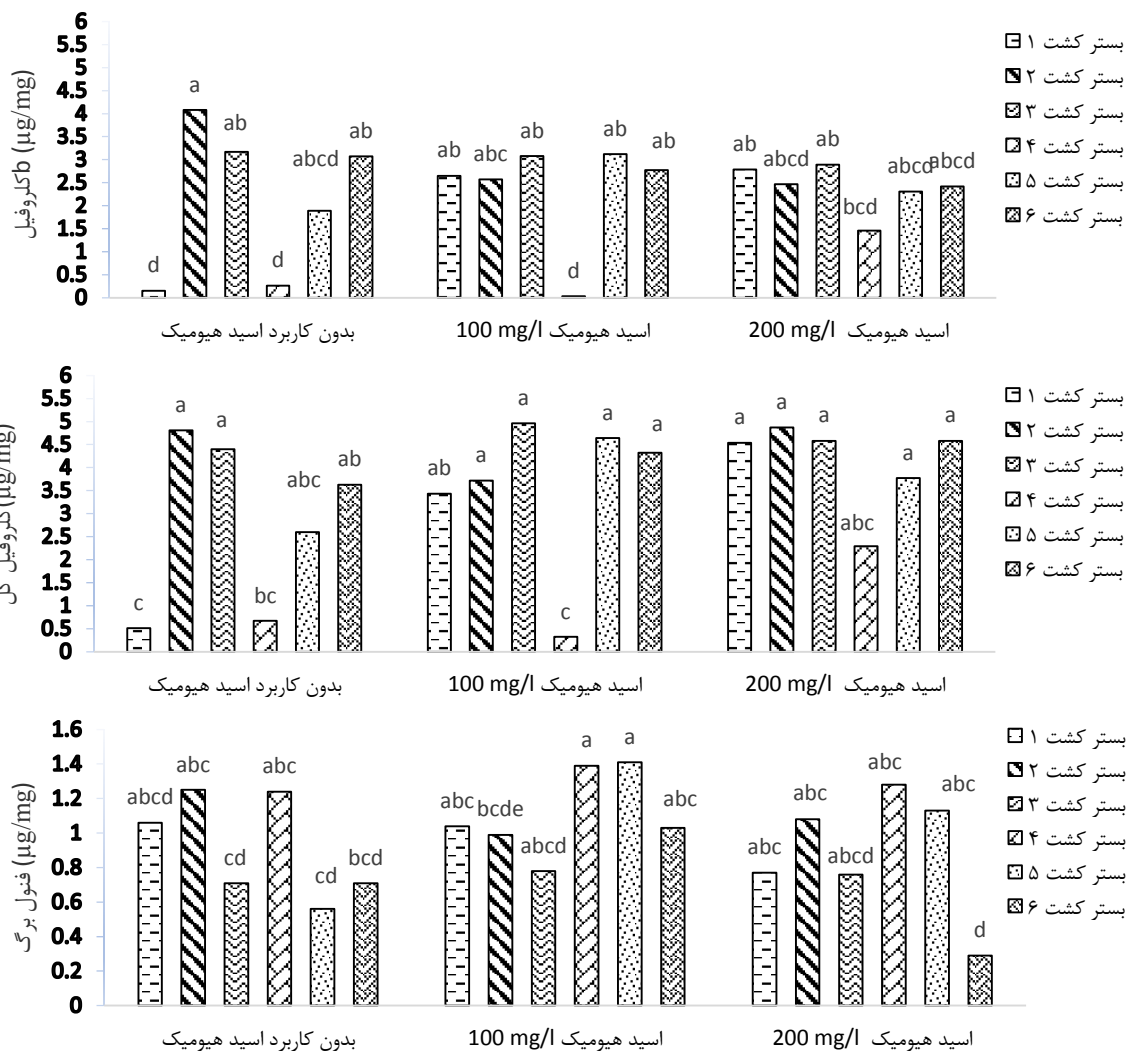 کلروفیل b (µg/mg)
6
5.5
5
4.5
4
3.5
3
2.5
2
1.5
1
0.5
0
d
a
ab
d
abcd
ab
ab
abc
ab
d
ab
ab
ab
abcd
ab
bcd
abcd
abcd
بدون کاربرد اسید هیومیک
اسید هیومیک 100 mg/l
اسید هیومیک 200 mg/l
بستر کشت ۱
بستر کشت ۲
بستر کشت ۳
بستر کشت ۴
بستر کشت ۵
بستر کشت ۶
کلروفیل کل (µg/mg)
6
5.5
5
4.5
4
3.5
3
2.5
2
1.5
1
0.5
0
c
a
a
bc
abc
ab
ab
a
a
c
a
a
a
a
a
abc
a
a
بدون کاربرد اسید هیومیک
اسید هیومیک 100 mg/l
اسید هیومیک 200 mg/l
بستر کشت ۱
بستر کشت ۲
بستر کشت ۳
بستر کشت ۴
بستر کشت ۵
بستر کشت ۶
فنول برگ (µg/mg)
1.6
1.4
1.2
1
0.8
0.6
0.4
0.2
0
abcd
abc
cd
abc
cd
bcd
abc
bcde
abcd
a
a
abc
abc
abc
abcd
abc
abc
d
بدون کاربرد اسید هیومیک
اسید هیومیک 100 mg/l
اسید هیومیک 200 mg/l
بستر کشت ۱
بستر کشت ۲
بستر کشت ۳
بستر کشت ۴
بستر کشت ۵
بستر کشت ۶